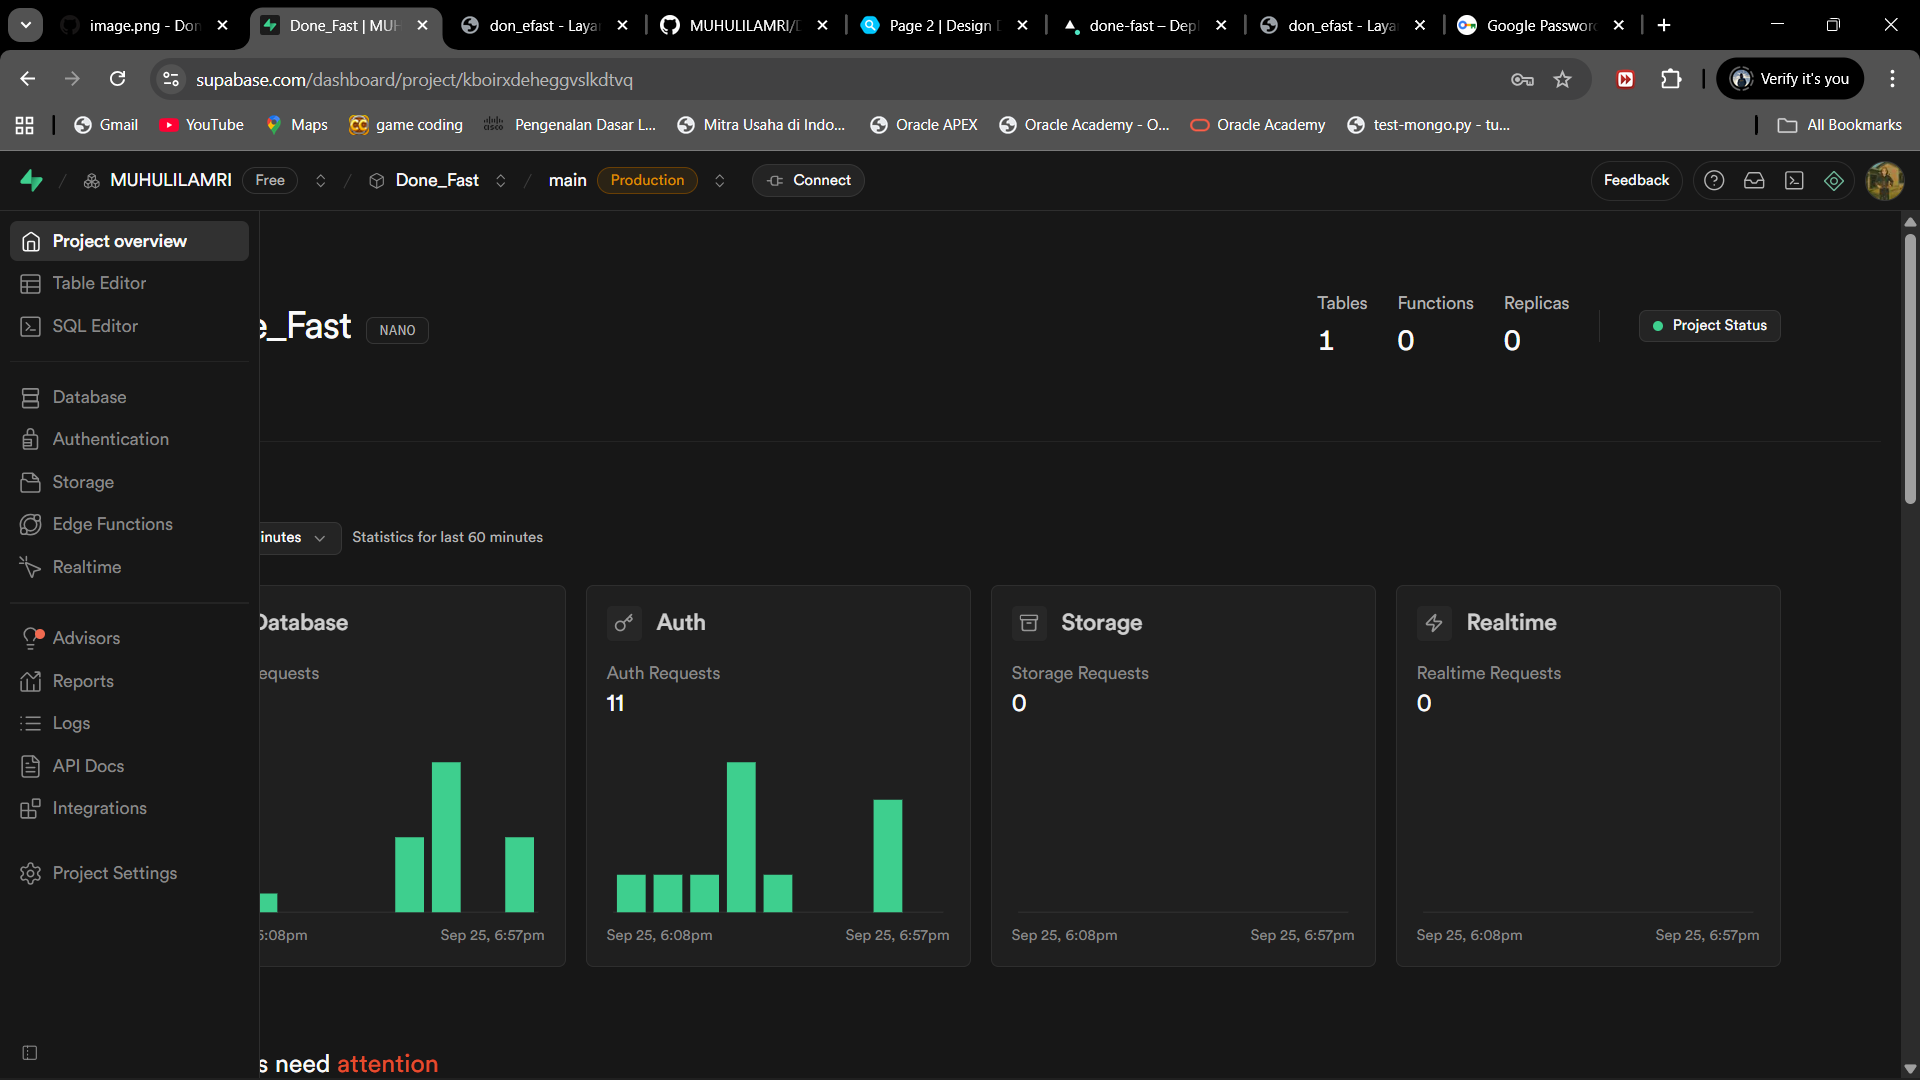 image.png - Don
Done_Fast | MUH
don_efast - Laya
MUHULILAMRI/D
Page 2 | Design D
done-fast – Depl
don_efast - Laya
Google Password
supabase.com/dashboard/project/kboirxdeheggvslkdtvq
Verify it's you
Gmail
YouTube
Maps
game coding
Pengenalan Dasar L...
Mitra Usaha di Indo...
Oracle APEX
Oracle Academy - O...
Oracle Academy
test-mongo.py - tu...
All Bookmarks
MUHULILAMRI
Free
Done_Fast
main
Production
Connect
Feedback
Project overview
Table Editor
SQL Editor
Database
Authentication
Storage
Edge Functions
Realtime
Advisors
Reports
Logs
API Docs
Integrations
Project Settings
e_Fast
NANO
Tables
1
Functions
0
Replicas
0
Project Status
inutes
Statistics for last 60 minutes
Database
equests
5:08pm
Sep 25, 6:57pm
Auth
Auth Requests
11
Sep 25, 6:08pm
Sep 25, 6:57pm
Storage
Storage Requests
0
Sep 25, 6:08pm
Sep 25, 6:57pm
Realtime
Realtime Requests
0
Sep 25, 6:08pm
Sep 25, 6:57pm
s need attention